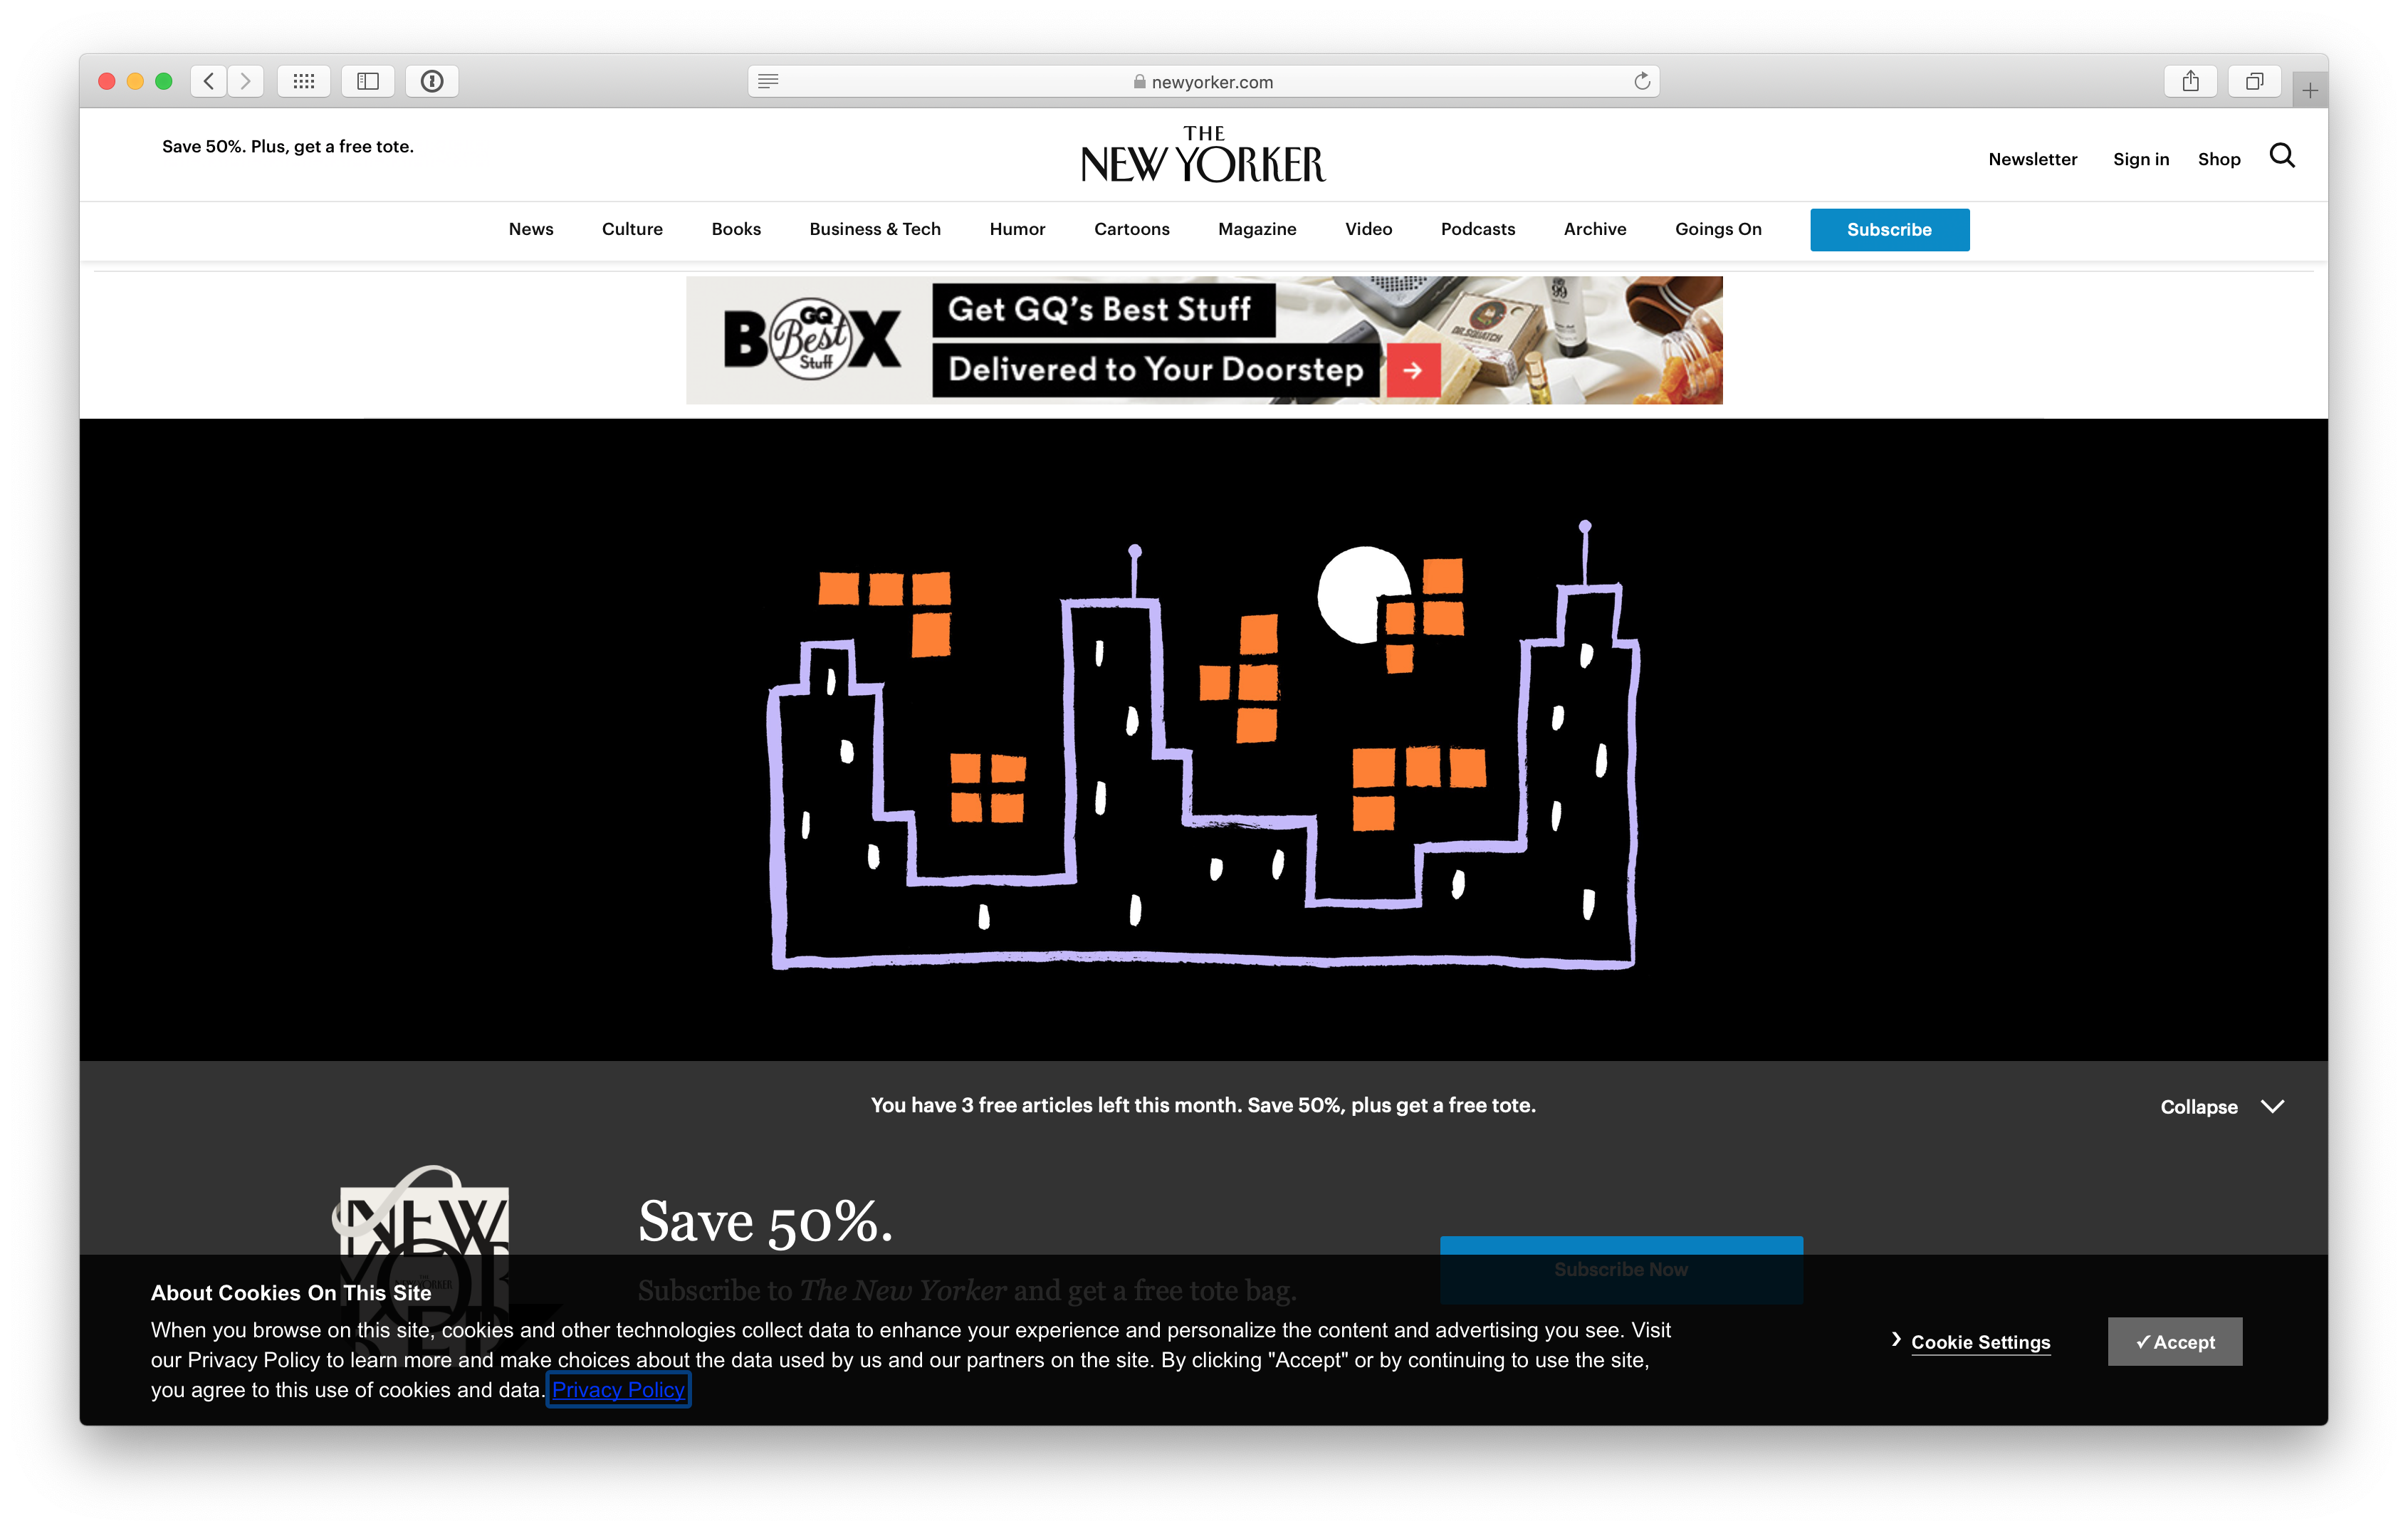 newyorker.com
Save 50%. Plus, get a free tote.
THE
NEW YORKER
Newsletter
Sign in
Shop
News
Culture
Books
Business & Tech
Humor
Cartoons
Magazine
Video
Podcasts
Archive
Goings On
Subscribe
BOX
GQ
Best
Stuff
Get GQ's Best Stuff
Delivered to Your Doorstep
DR. SQUATCH
99
You have 3 free articles left this month. Save 50%, plus get a free tote.
Collapse
NEW
Save 50%.
Subscribe to The New Yorker and get a free tote bag.
Subscribe Now
About Cookies On This Site
When you browse on this site, cookies and other technologies collect data to enhance your experience and personalize the content and advertising you see. Visit
our Privacy Policy to learn more and make choices about the data used by us and our partners on the site. By clicking "Accept" or by continuing to use the site,
you agree to this use of cookies and data. Privacy Policy
Cookie Settings
✓ Accept